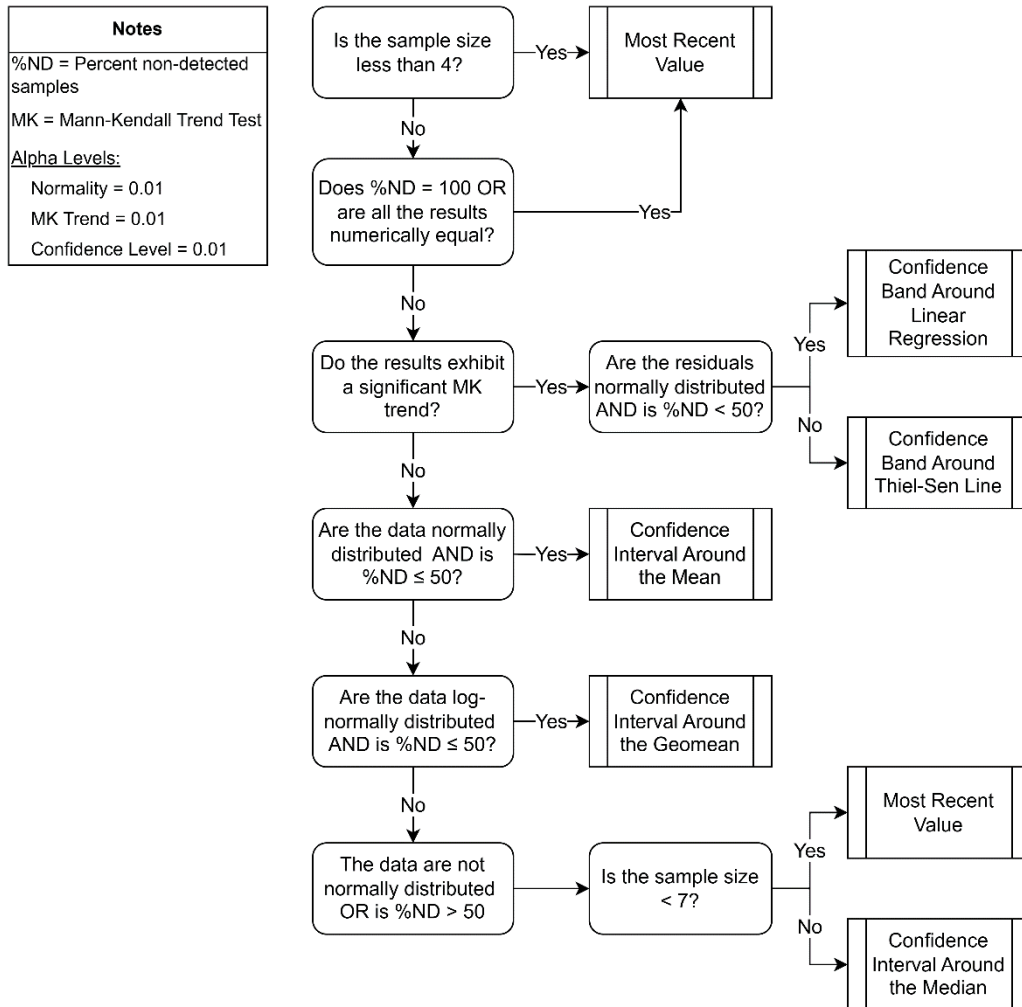 Notes
%ND = Percent non-detected
samples
MK = Mann-Kendall Trend Test
Alpha Levels:
Normality = 0.01
MK Trend = 0.01
Confidence Level = 0.01
Is the sample size
less than 4?
Yes
Most Recent
Value
No
Does %ND = 100 OR
are all the results
numerically equal?
Yes
No
Do the results exhibit
a significant MK
trend?
Yes
Are the residuals
normally distributed
AND is %ND < 50?
Yes
Confidence
Band Around
Linear
Regression
No
Confidence
Band Around
Thiel-Sen Line
No
Are the data normally
distributed AND is
%ND ≤ 50?
Yes
Confidence
Interval Around
the Mean
No
Are the data log-
normally distributed
AND is %ND ≤ 50?
Yes
Confidence
Interval Around
the Geomean
No
The data are not
normally distributed
OR is %ND > 50
Is the sample size
< 7?
Yes
Most Recent
Value
No
Confidence
Interval Around
the Median